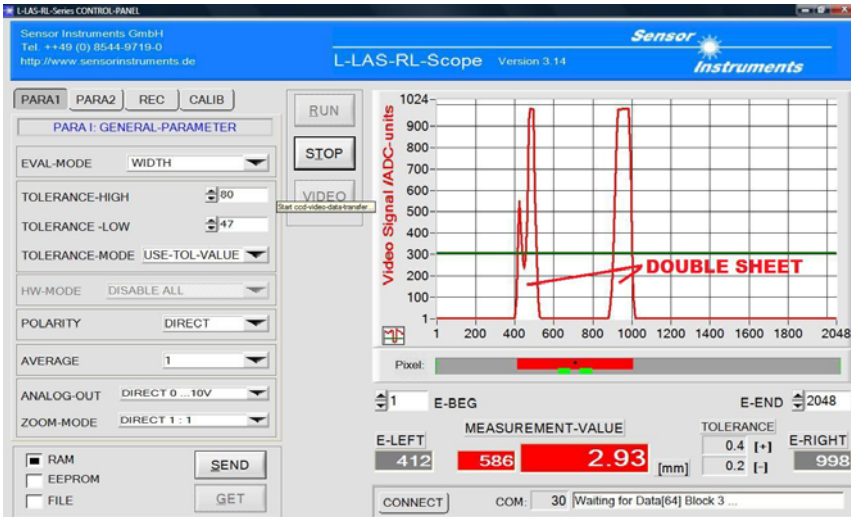 L-LAS-RL-Series CONTROL-PANEL
Sensor Instruments GmbH
Tel. ++49 (0) 8544-9719-0
http://www.sensorinstruments.de
L-LAS-RL-Scope Version 3.14
Sensor
Instruments
PARA1 PARA2 REC CALIB
PARA I: GENERAL-PARAMETER
EVAL-MODE WIDTH
TOLERANCE-HIGH 80
TOLERANCE -LOW 47
TOLERANCE-MODE USE-TOL-VALUE
HW-MODE DISABLE ALL
POLARITY DIRECT
AVERAGE 1
ANALOG-OUT DIRECT 0 ...10V
ZOOM-MODE DIRECT 1 : 1
RAM
EEPROM
FILE
SEND
GET
RUN
STOP
VIDEO
Start ccd-video-data-transfer...
Video Signal /ADC-units
1024
900
800
700
600
500
400
300
200
100
1
DOUBLE SHEET
1 200 400 600 800 1000 1200 1400 1600 1800 2048
Pixel:
1 E-BEG E-END 2048
MEASUREMENT-VALUE TOLERANCE
E-LEFT 0.4 [+] E-RIGHT
412 586 2.93 [mm] 0.2 [-] 998
CONNECT COM: 30 Waiting for Data[64] Block 3 ...